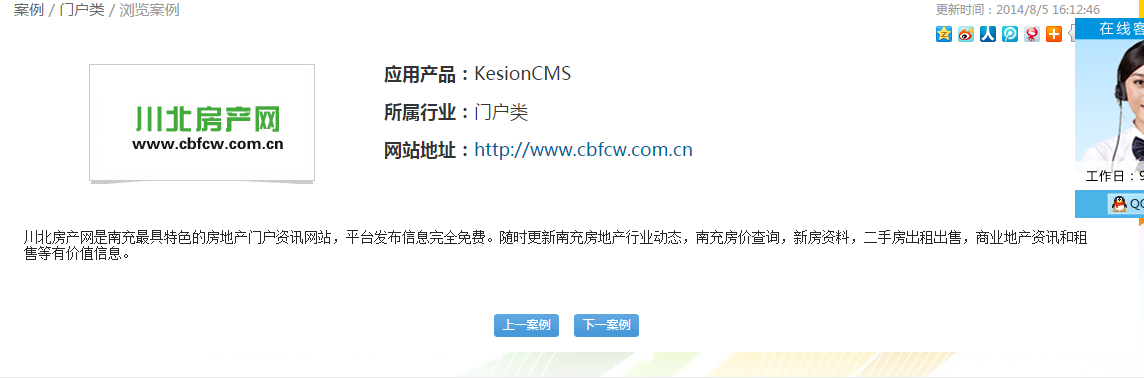 案例 / 门户类 / 浏览案例
更新时间：2014/8/5 16:12:46
在线客
川北房产网
www.cbfcw.com.cn
应用产品：KesionCMS
所属行业：门户类
网站地址：http://www.cbfcw.com.cn
工作日：9
QQ
川北房产网是南充最具特色的房地产门户资讯网站，平台发布信息完全免费。随时更新南充房地产行业动态，南充房价查询，新房资料，二手房出租出售，商业地产资讯和租
售等有价值信息。
上一案例 下一案例